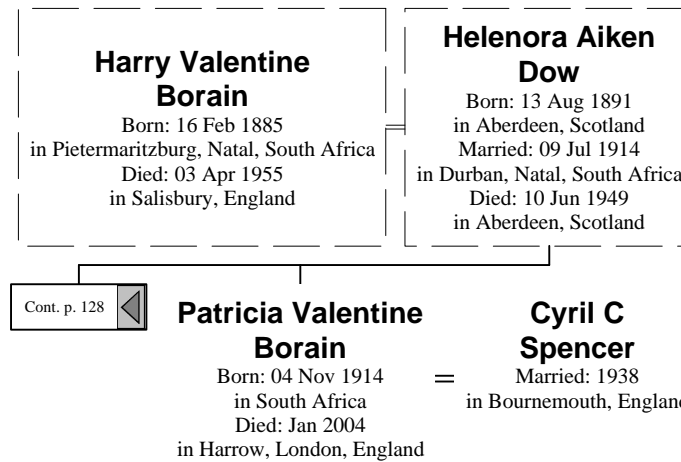 Harry Valentine
Borain
Born: 16 Feb 1885
in Pietermaritzburg, Natal, South Africa
Died: 03 Apr 1955
in Salisbury, England
Helenora Aiken
Dow
Born: 13 Aug 1891
in Aberdeen, Scotland
Married: 09 Jul 1914
in Durban, Natal, South Africa
Died: 10 Jun 1949
in Aberdeen, Scotland
Cont. p. 128
Patricia Valentine
Borain
Born: 04 Nov 1914
in South Africa
Died: Jan 2004
in Harrow, London, England
=
Cyril C
Spencer
Married: 1938
in Bournemouth, England